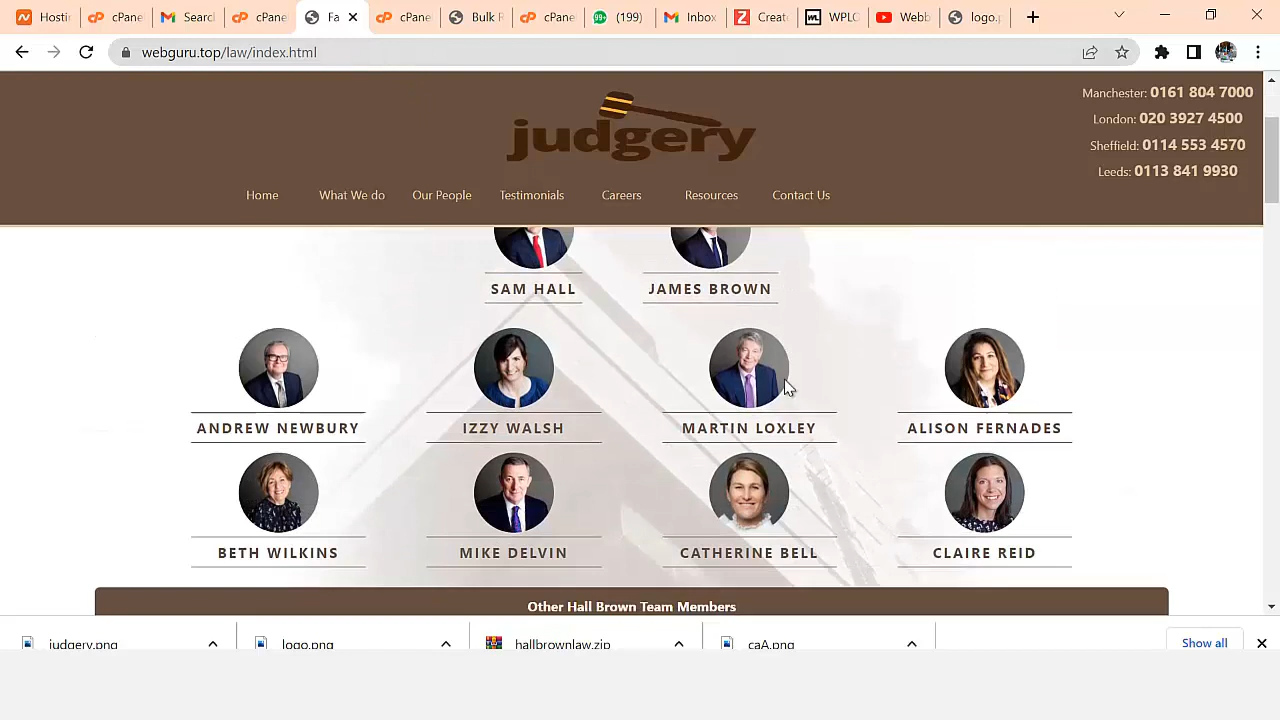 Hosti
cPane
Searc
cPane
Fa
cPane
Bulk R
cPane
99+
(199)
Inbox
Create
WPLC
Webb
logo.p
webguru.top/law/index.html
judgery
Manchester: 0161 804 7000
London: 020 3927 4500
Sheffield: 0114 553 4570
Leeds: 0113 841 9930
Home What We do Our People Testimonials Careers Resources Contact Us
SAM HALL JAMES BROWN
ANDREW NEWBURY IZZY WALSH MARTIN LOXLEY ALISON FERNADES
BETH WILKINS MIKE DELVIN CATHERINE BELL CLAIRE REID
Other Hall Brown Team Members
judgery.png logo.png hallbrownlaw.zip caA.png Show all